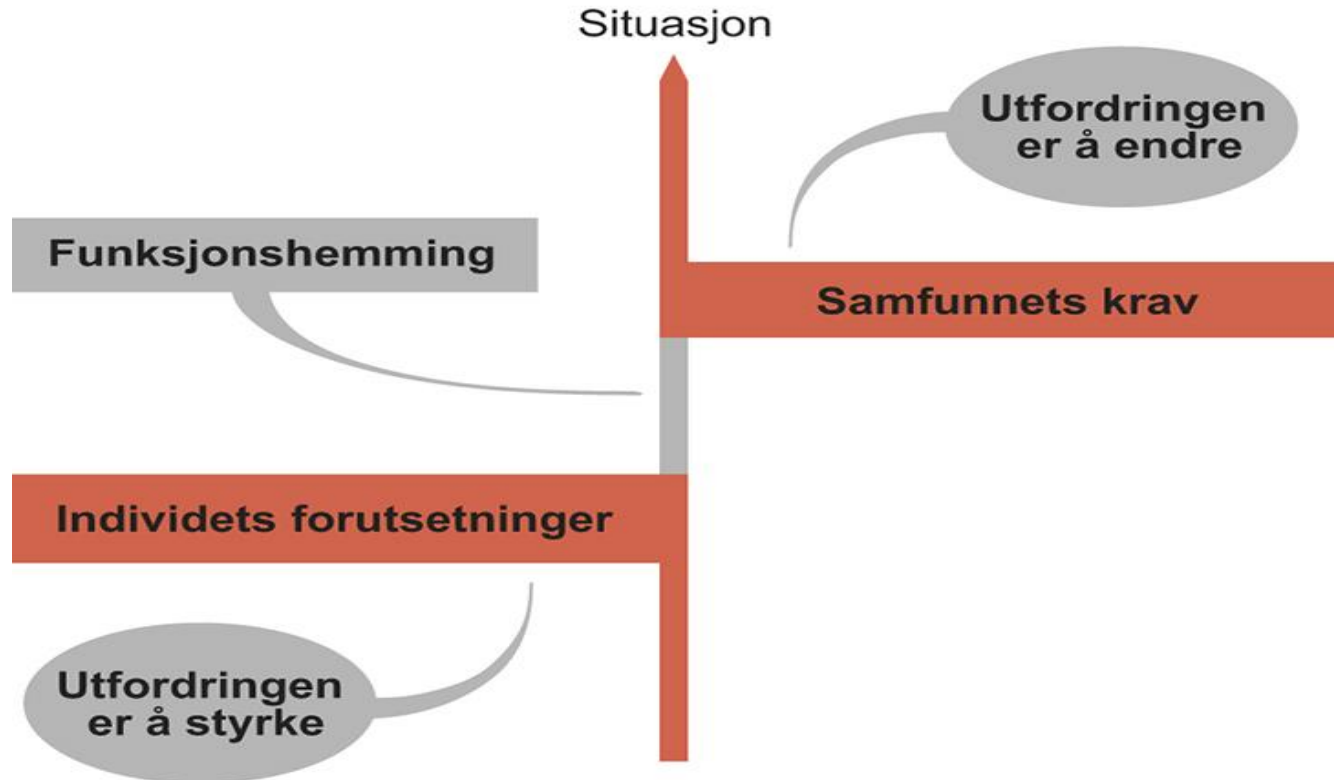 Situasjon
Utfordringen
er å endre
Funksjonshemming
Samfunnets krav
Individets forutsetninger
Utfordringen
er å styrke